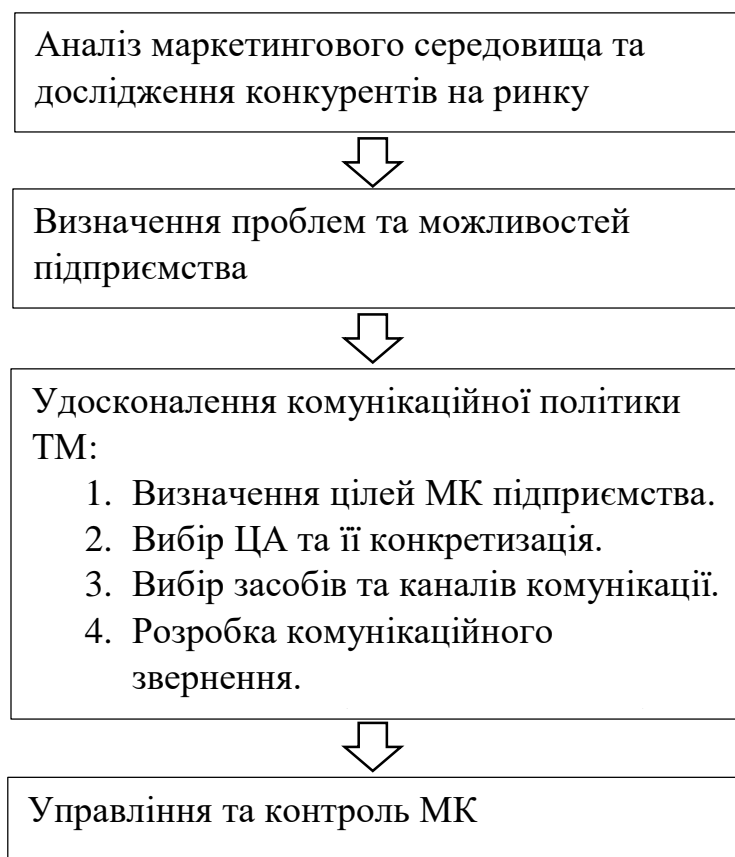 Аналіз маркетингового середовища та
дослідження конкурентів на ринку
Визначення проблем та можливостей
підприємства
Удосконалення комунікаційної політики
ТМ:
1. Визначення цілей МК підприємства.
2. Вибір ЦА та її конкретизація.
3. Вибір засобів та каналів комунікації.
4. Розробка комунікаційного
звернення.
Управління та контроль МК